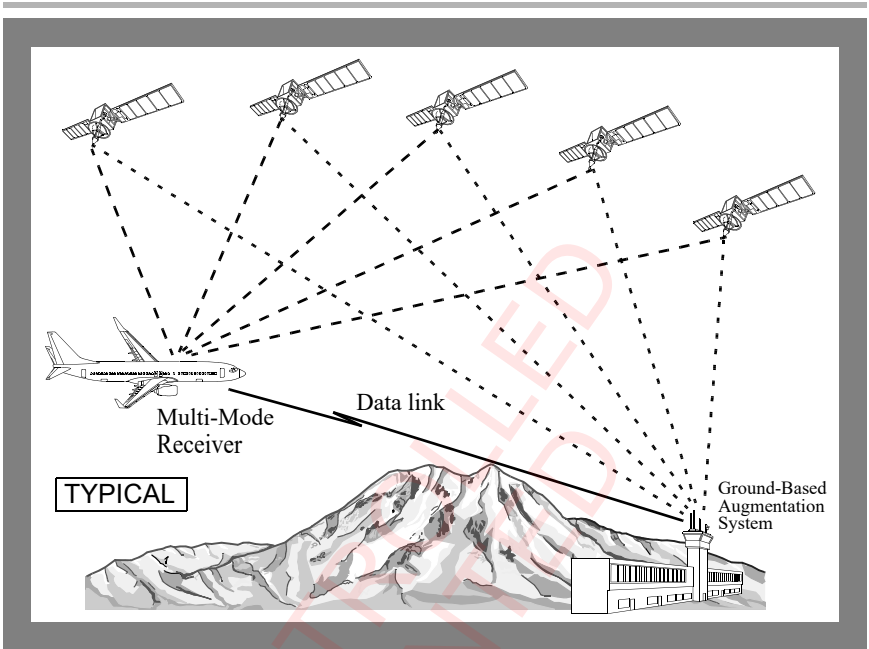 Data link
Multi-Mode
Receiver
TYPICAL
Ground-Based
Augmentation
System